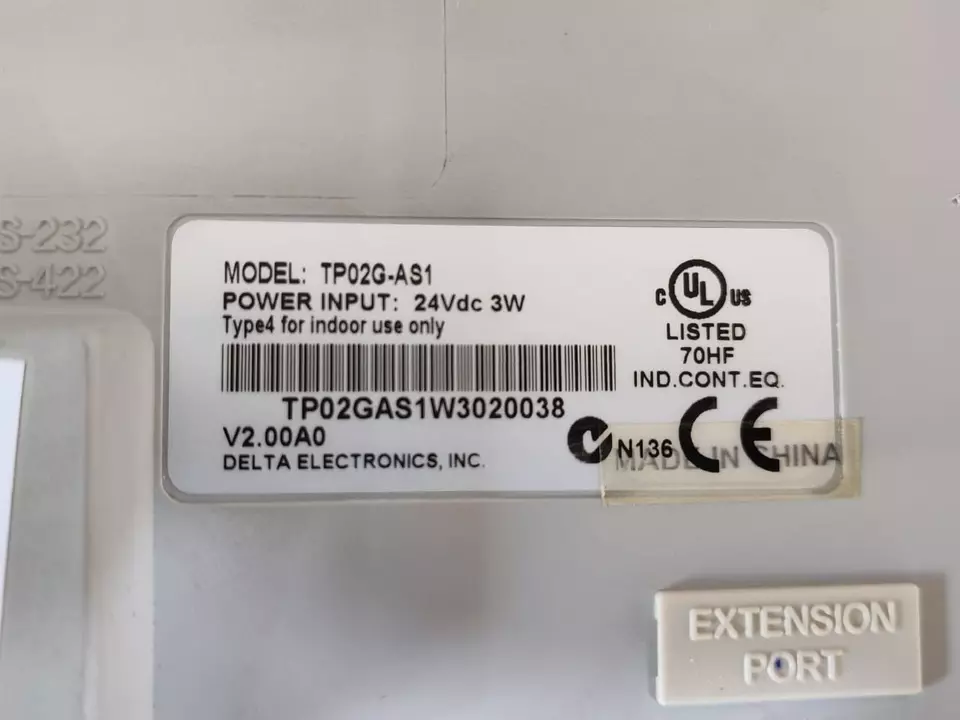 S-232
S-422
MODEL: TP02G-AS1
POWER INPUT: 24Vdc 3W
Type4 for indoor use only
TP02GAS1W3020038
V2.00A0
DELTA ELECTRONICS, INC.
C UL US
LISTED
70HF
IND.CONT.EQ.
N136 CE
MADE IN CHINA
EXTENSION
PORT